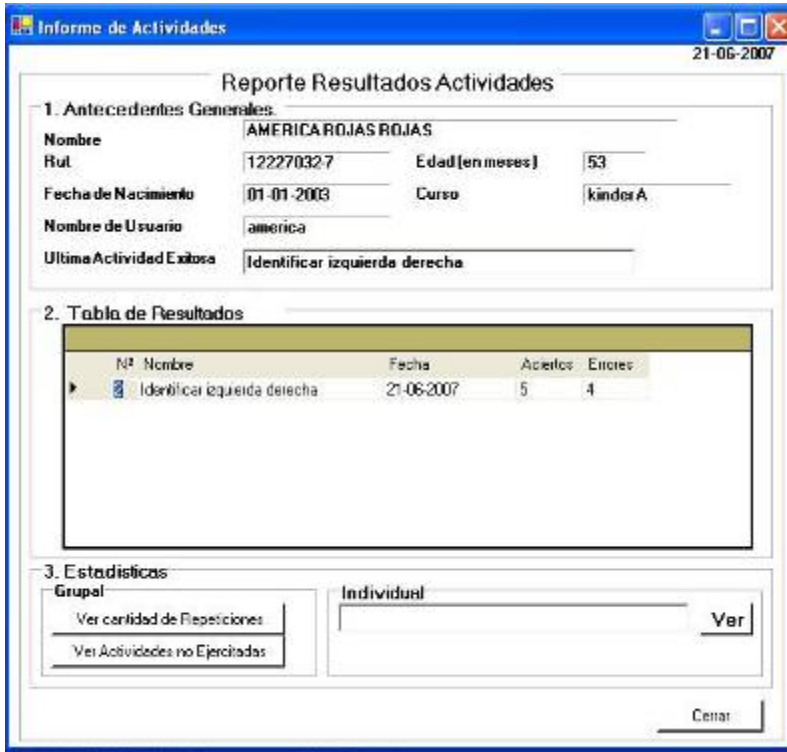 Informe de Actividades
21-06-2007
Reporte Resultados Actividades
1. Antecedentes Generales.
Nombre AMERICA ROJAS ROJAS
Rut 12227032-7 Edad (en meses) 53
Fecha de Nacimiento 01-01-2003 Curso kinder A
Nombre de Usuario america
Ultima Actividad Exitosa Identificar izquierda derecha
2. Tabla de Resultados
Nº Nombre Fecha Aciertos Errores
Identificar izquierda derecha 21-06-2007 5 4
3. Estadisticas
Grupal Individual
Ver cantidad de Repeticiones Ver
Ver Actividades no Ejercitadas
Cerrar